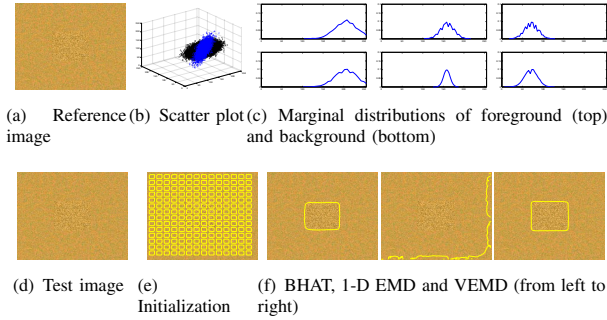 (a) Reference image
(b) Scatter plot
(c) Marginal distributions of foreground (top) and background (bottom)
(d) Test image
(e) Initialization
(f) BHAT, 1-D EMD and VEMD (from left to right)